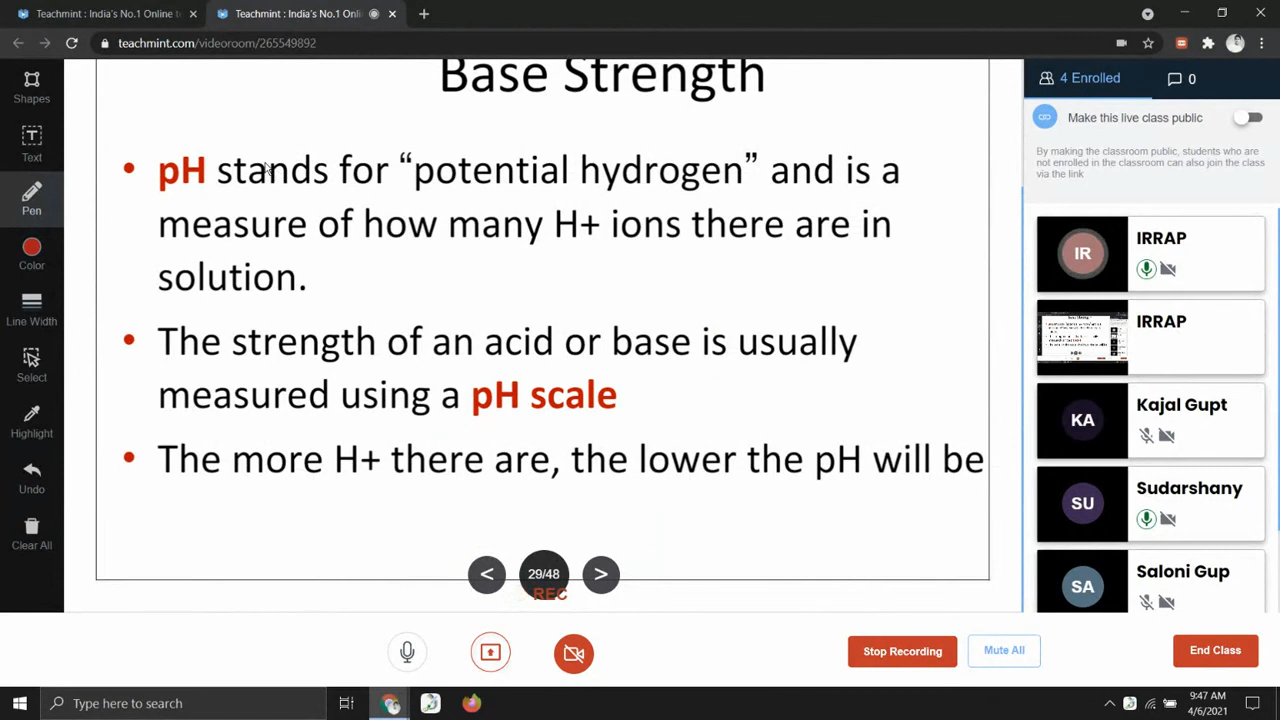 Teachmint : India's No.1 Online t
Teachmint : India's No.1 Onli
teachmint.com/videoroom/265549892
Shapes
Text
Pen
Color
Line Width
Select
Highlight
Undo
Clear All
Base Strength
• pH stands for “potential hydrogen” and is a
measure of how many H+ ions there are in
solution.
• The strength of an acid or base is usually
measured using a pH scale
• The more H+ there are, the lower the pH will be
< 29/48 >
REC
4 Enrolled
0
Make this live class public
By making the classroom public, students who are
not enrolled in the classroom can also join the class
via the link
IR
IRRAP
IRRAP
KA
Kajal Gupt
SU
Sudarshany
SA
Saloni Gup
Stop Recording
Mute All
End Class
Type here to search
9:47 AM
4/6/2021